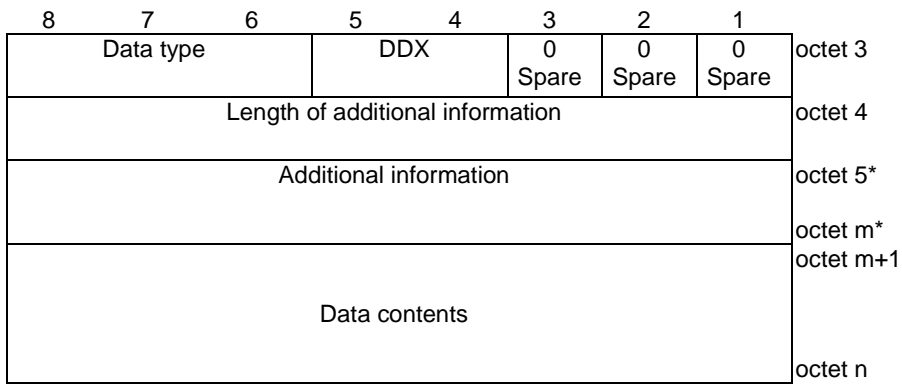 8 7 6 5 4 3 2 1
Data type DDX 0 0 0 octet 3
Spare Spare Spare
Length of additional information octet 4
Additional information octet 5*
octet m*
octet m+1
Data contents
octet n